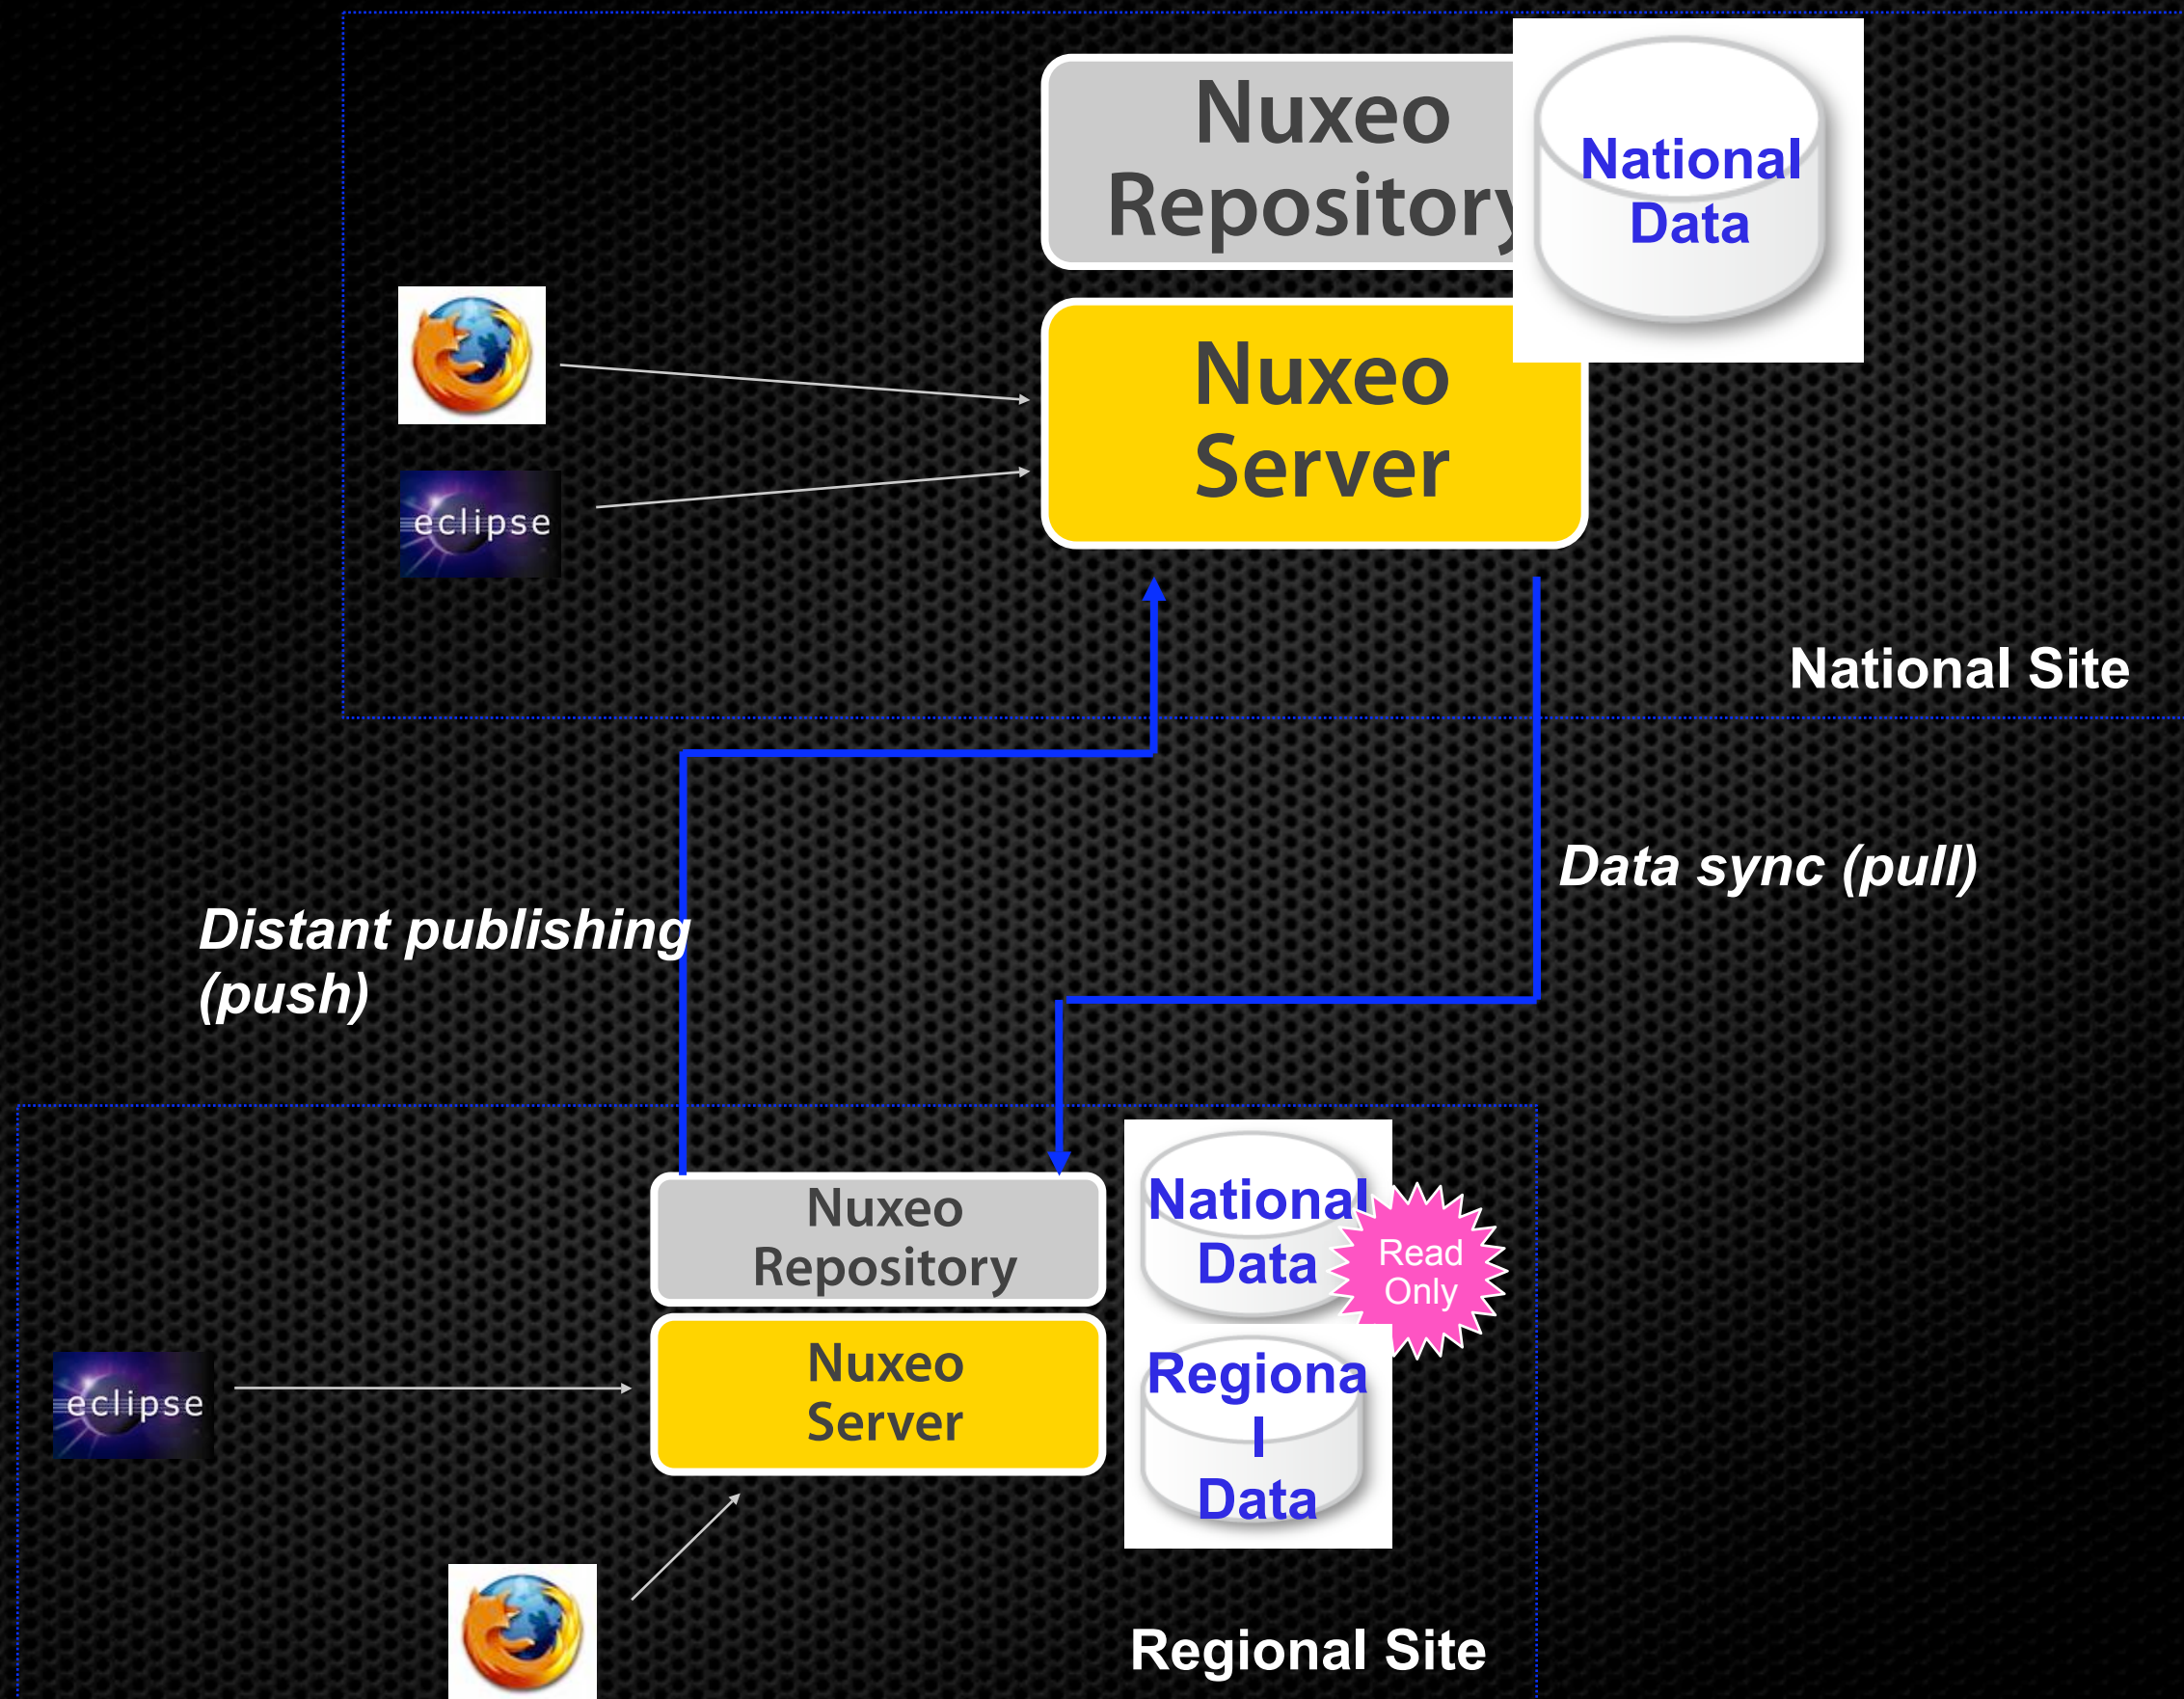 Nuxeo
Repository
National
Data
Nuxeo
Server
eclipse
National Site
Data sync (pull)
Distant publishing
(push)
Nuxeo
Repository
National
Data
Read
Only
Nuxeo
Server
Regiona
l
Data
eclipse
Regional Site